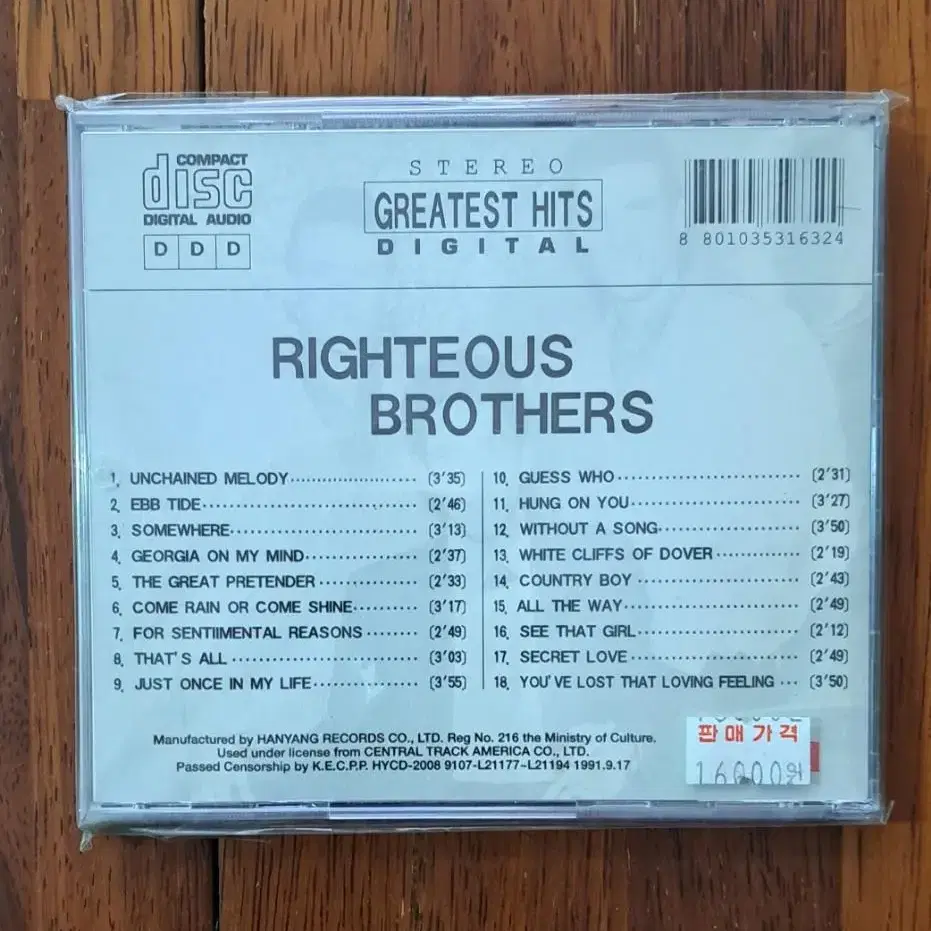 COMPACT
disc
DIGITAL AUDIO
D D D
STEREO
GREATEST HITS
DIGITAL
8 801035316324
RIGHTEOUS
BROTHERS
1. UNCHAINED MELODY (3'35)
2. EBB TIDE (2'46)
3. SOMEWHERE (3'13)
4. GEORGIA ON MY MIND (2'37)
5. THE GREAT PRETENDER (2'33)
6. COME RAIN OR COME SHINE (3'17)
7. FOR SENTIIMENTAL REASONS (2'49)
8. THAT'S ALL (3'03)
9. JUST ONCE IN MY LIFE (3'55)
10. GUESS WHO (2'31)
11. HUNG ON YOU (3'27)
12. WITHOUT A SONG (3'50)
13. WHITE CLIFFS OF DOVER (2'19)
14. COUNTRY BOY (2'43)
15. ALL THE WAY (2'49)
16. SEE THAT GIRL (2'12)
17. SECRET LOVE (2'49)
18. YOU'VE LOST THAT LOVING FEELING (3'50)
Manufactured by HANYANG RECORDS CO., LTD. Reg No. 216 the Ministry of Culture.
Used under license from CENTRAL TRACK AMERICA CO., LTD.
Passed Censorship by K.E.C.P.P. HYCD-2008 9107-L21177~L21194 1991.9.17
판매가격
16000원